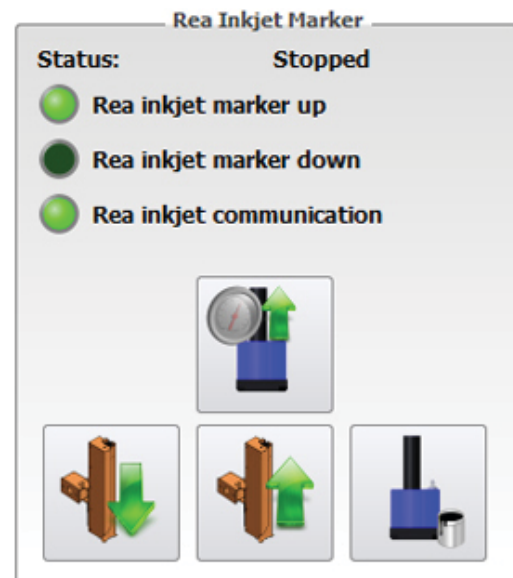 Rea Inkjet Marker
Status: Stopped
Rea inkjet marker up
Rea inkjet marker down
Rea inkjet communication